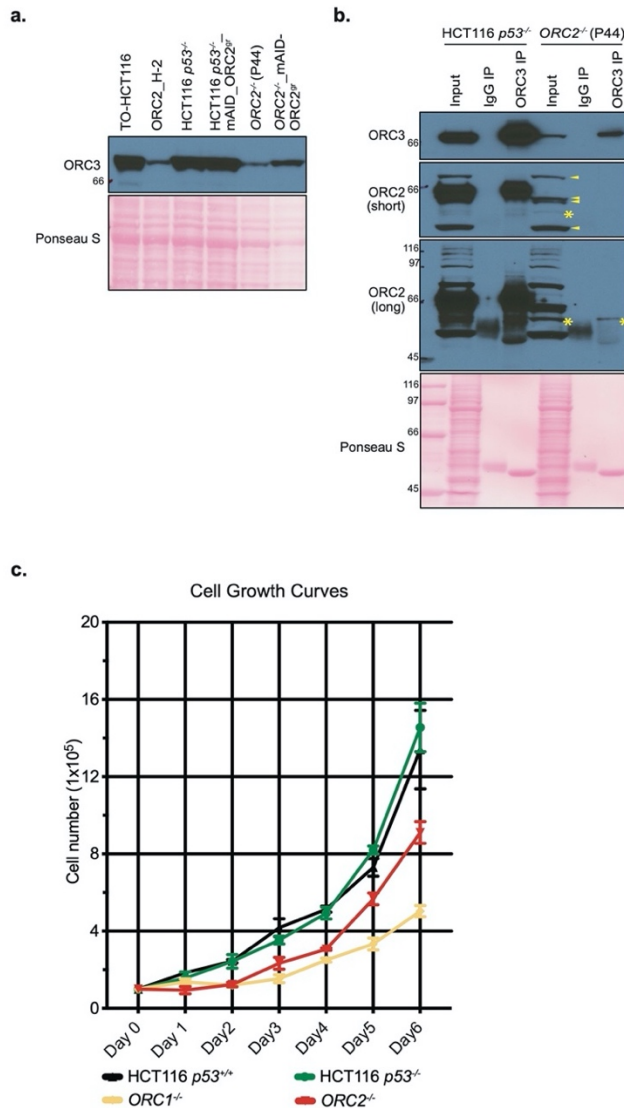 a.
TO-HCT116
ORC2_H-2
HCT116 p53-/-
HCT116 p53-/-
mAID_ORC2gr
ORC2-/- (P44)
ORC2-/-_mAID-
ORC2gr
ORC3
66
Ponseau S
b.
HCT116 p53-/- ORC2-/- (P44)
Input
IgG IP
ORC3 IP
Input
IgG IP
ORC3 IP
ORC3
66
ORC2
(short)
66
*
116
97
ORC2
(long)
66
* *
45
116
97
66
Ponseau S
45
c.
Cell Growth Curves
Cell number (1x10⁵)
20
16
12
8
4
0
Day 0 Day 1 Day2 Day3 Day4 Day5 Day6
HCT116 p53+/+ HCT116 p53-/-
ORC1-/- ORC2-/-